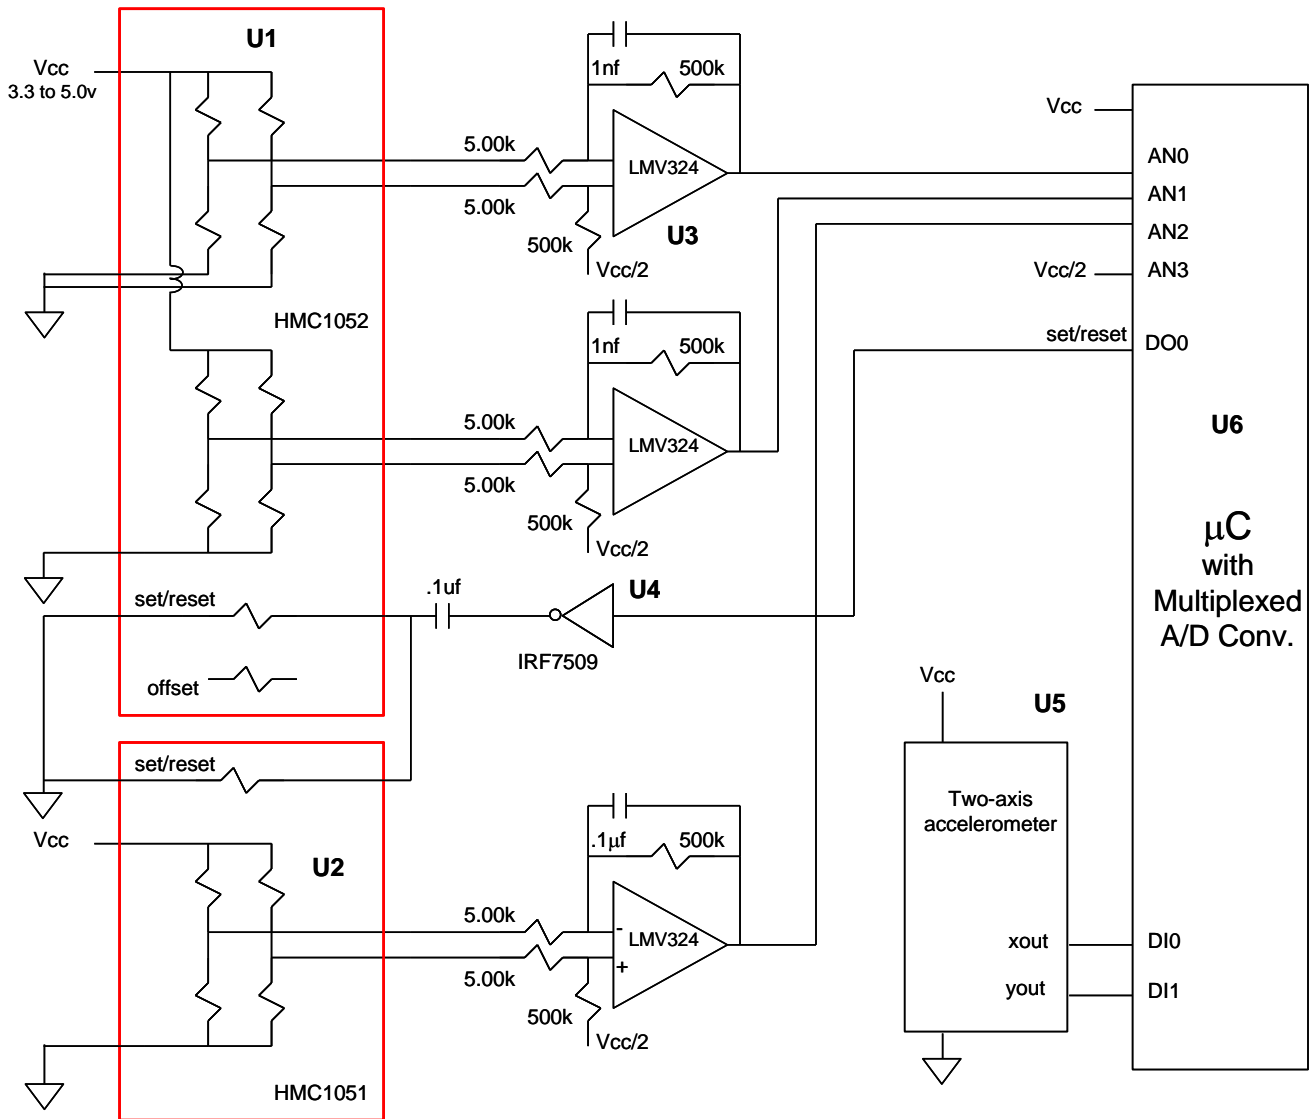 U1
Vcc
3.3 to 5.0v
1nf
500k
5.00k
LMV324
5.00k
U3
500k
Vcc/2
HMC1052
1nf
500k
5.00k
LMV324
5.00k
500k
Vcc/2
set/reset
.1uf
U4
IRF7509
offset
set/reset
Vcc
U2
.1μf
500k
5.00k
-
LMV324
+
5.00k
500k
Vcc/2
HMC1051
Vcc
AN0
AN1
AN2
Vcc/2
AN3
set/reset
DO0
U6
μC
with
Multiplexed
A/D Conv.
Vcc
U5
Two-axis
accelerometer
xout
DI0
yout
DI1